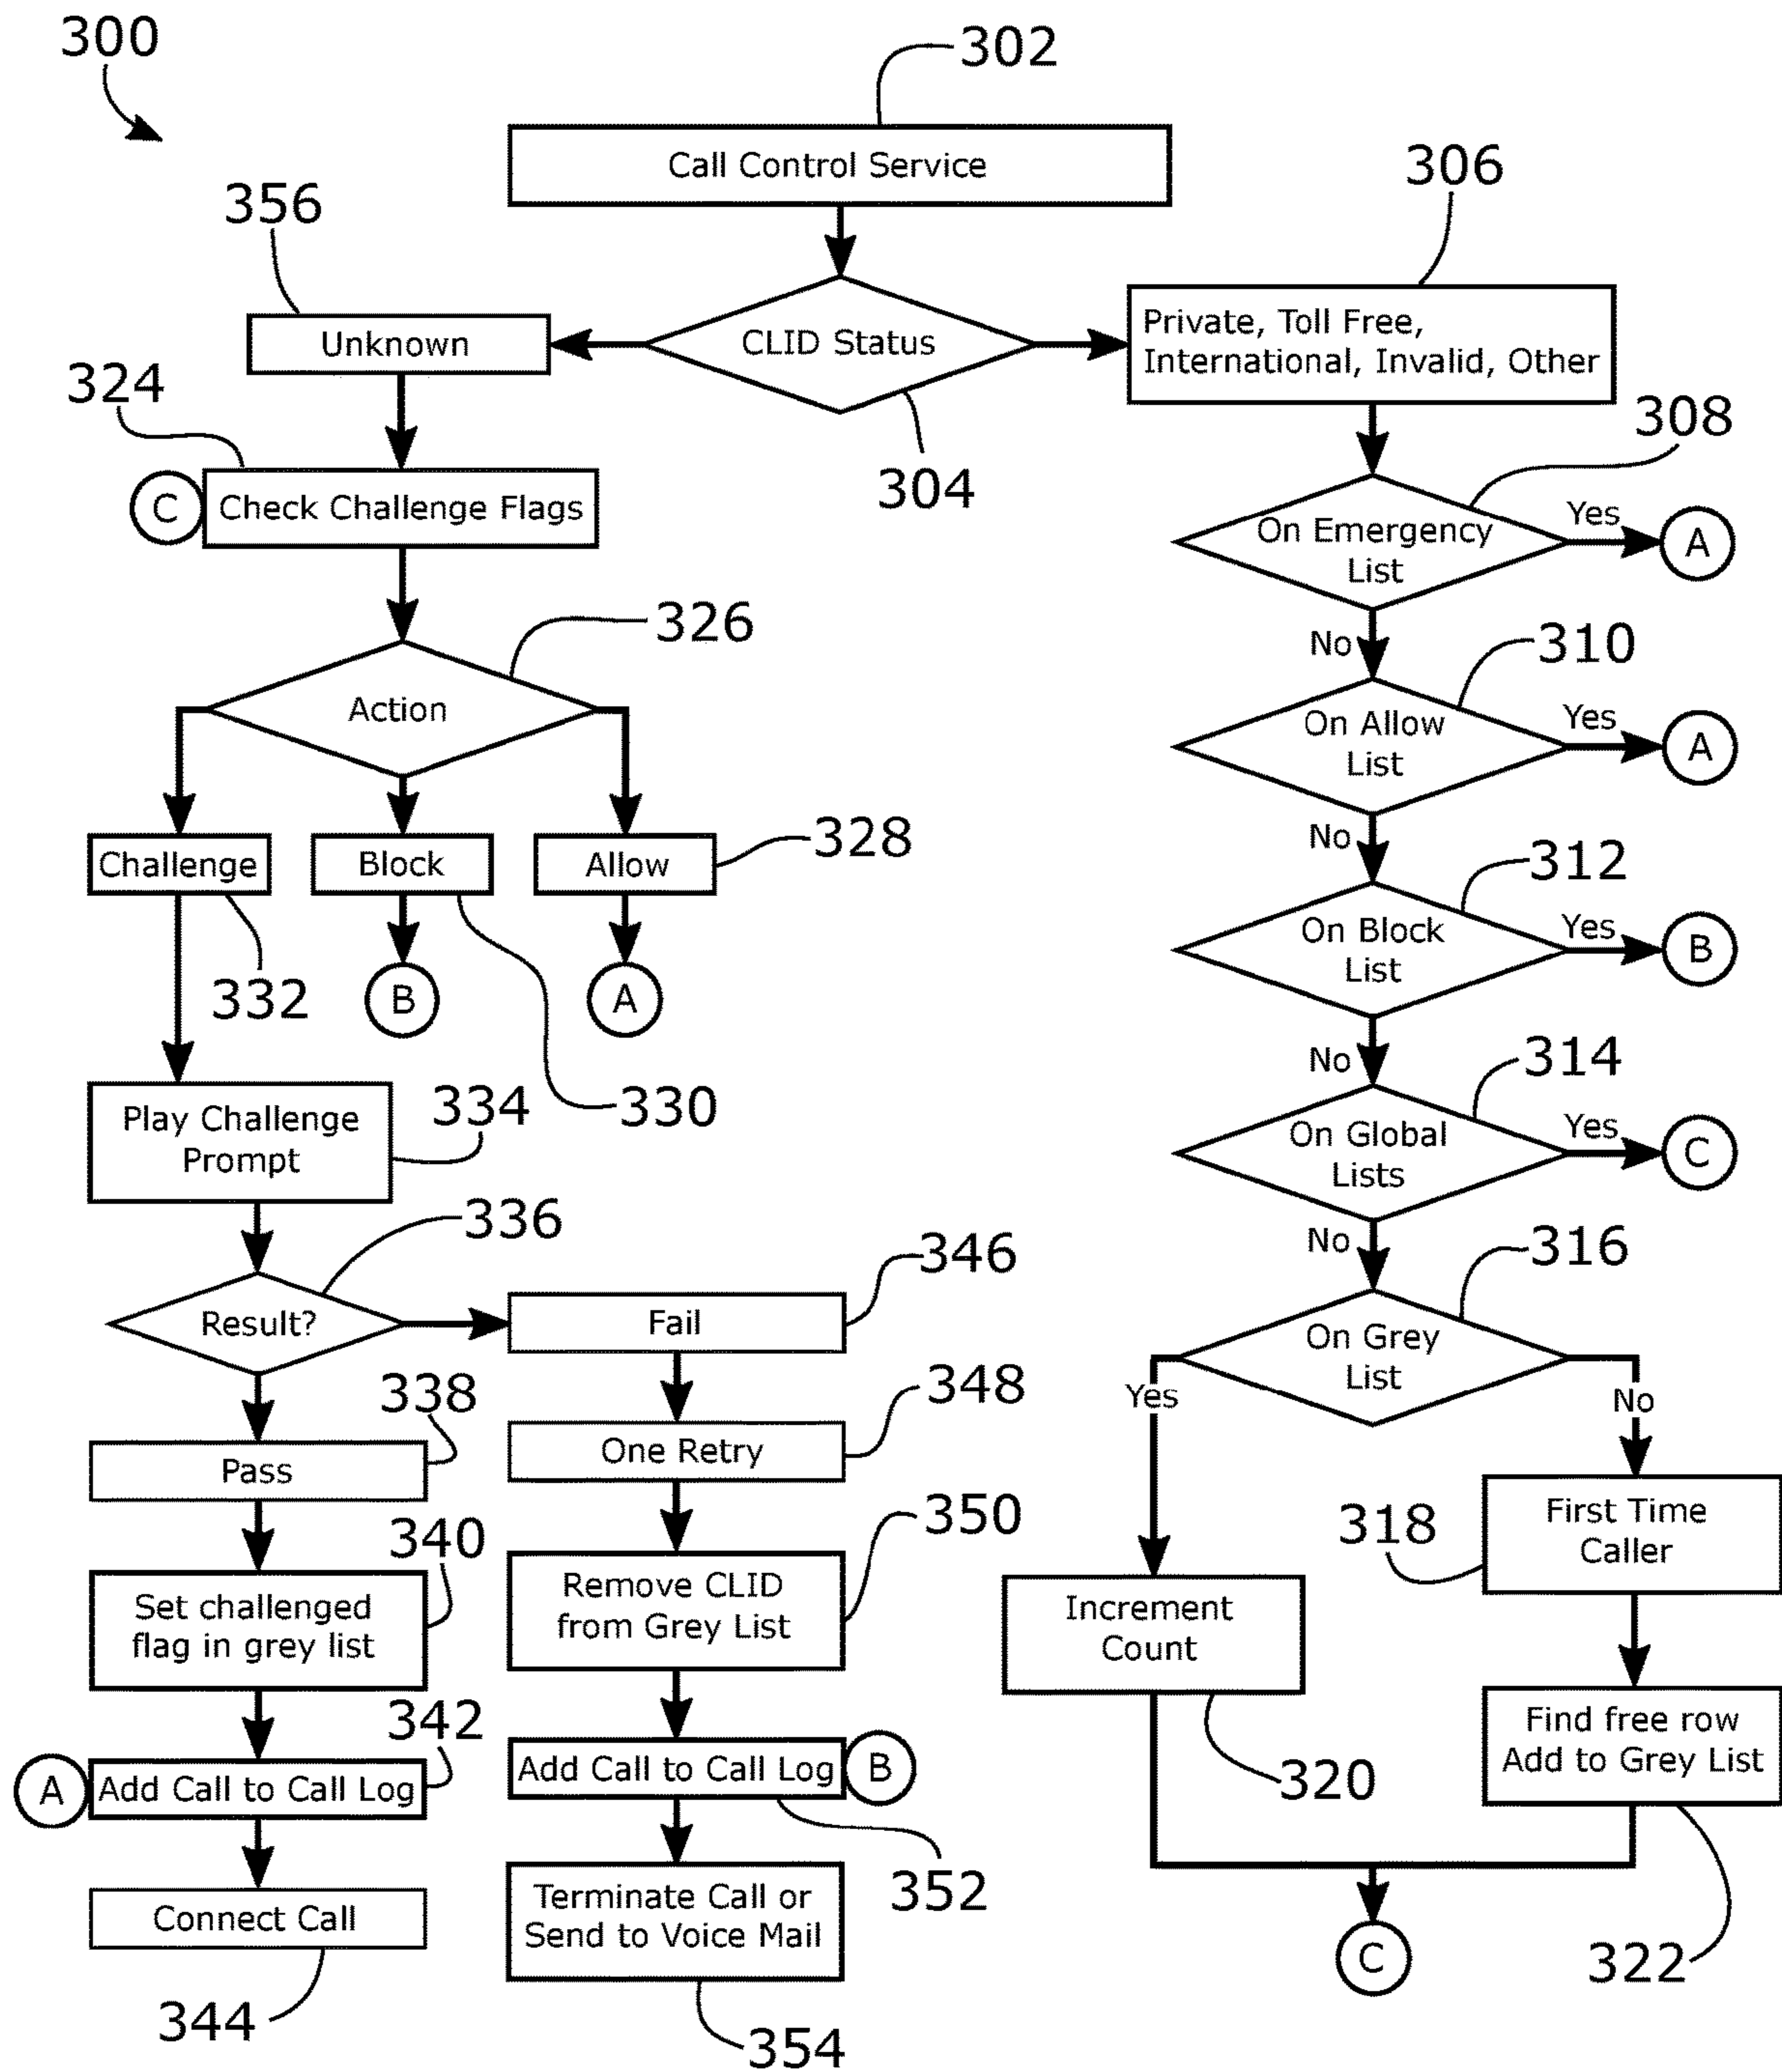 300
302
Call Control Service
306
356
Private, Toll Free,
International, Invalid, Other
Unknown
CLID Status
324
308
304
C
Check Challenge Flags
On Emergency
List
Yes
A
326
No
310
Action
On Allow
List
Yes
A
328
No
312
Challenge
Block
Allow
On Block
List
Yes
B
332
B
A
No
314
334
330
Play Challenge
Prompt
On Global
Lists
Yes
C
336
No
316
346
Result?
Fail
On Grey
List
338
348
Yes
No
Pass
One Retry
340
350
318
First Time
Caller
Set challenged
flag in grey list
Remove CLID
from Grey List
Increment
Count
342
A
Add Call to Call Log
Add Call to Call Log
B
320
Find free row
Add to Grey List
352
Connect Call
Terminate Call or
Send to Voice Mail
C
322
344
354